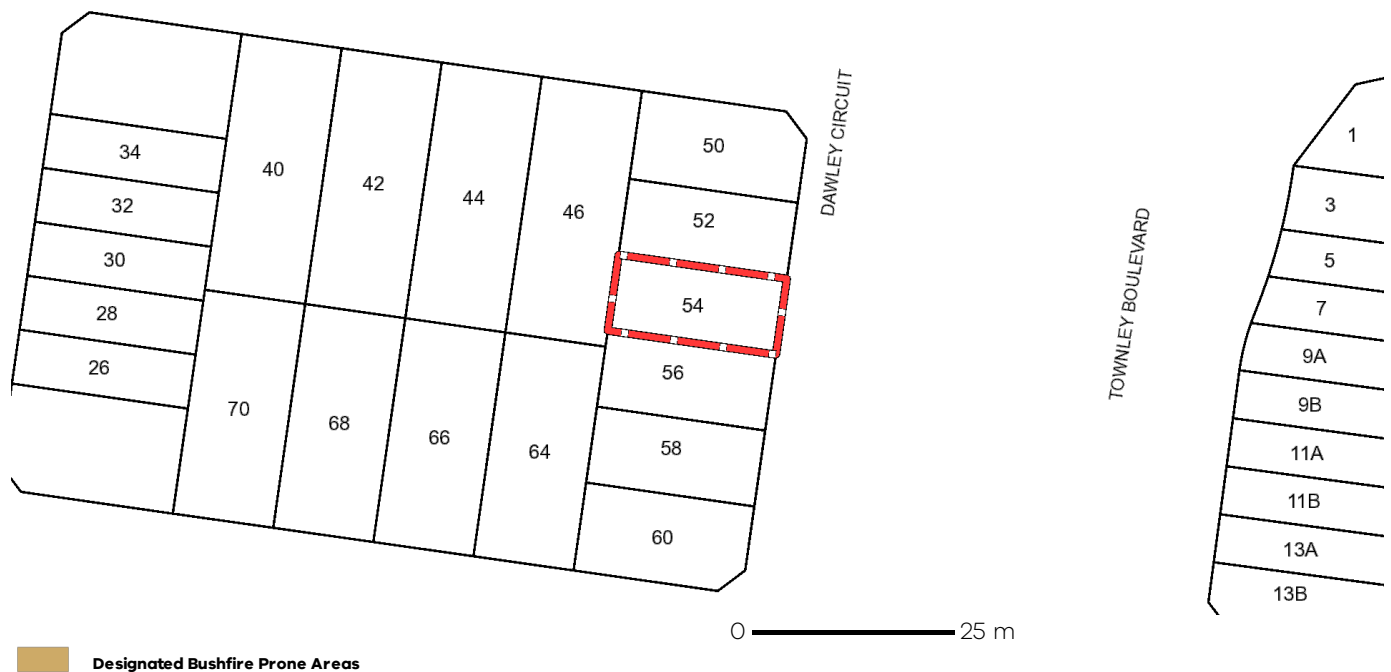 34
32
30
28
26
40
42
44
46
70
68
66
64
50
52
54
56
58
60
DAWLEY CIRCUIT
TOWNLEY BOULEVARD
1
3
5
7
9A
9B
11A
11B
13A
13B
0 25 m
Designated Bushfire Prone Areas